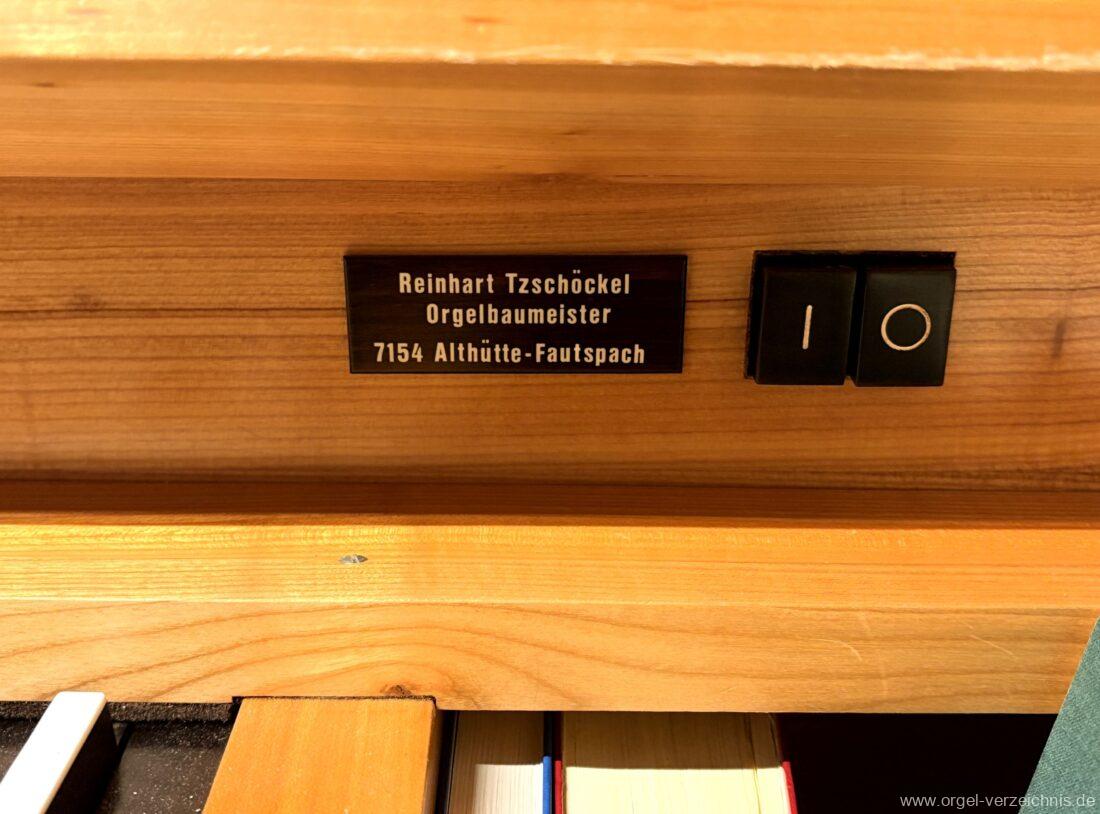 Reinhart Tzschöckel
Orgelbaumeister
7154 Althütte-Fautspach
I O
www.orgel-verzeichnis.de